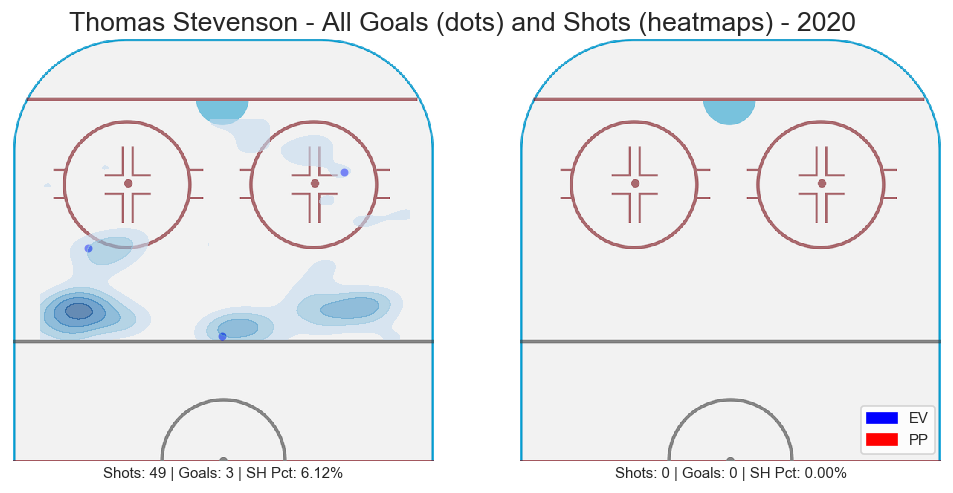 Thomas Stevenson - All Goals (dots) and Shots (heatmaps) - 2020
EV
PP
Shots: 49 | Goals: 3 | SH Pct: 6.12%
Shots: 0 | Goals: 0 | SH Pct: 0.00%